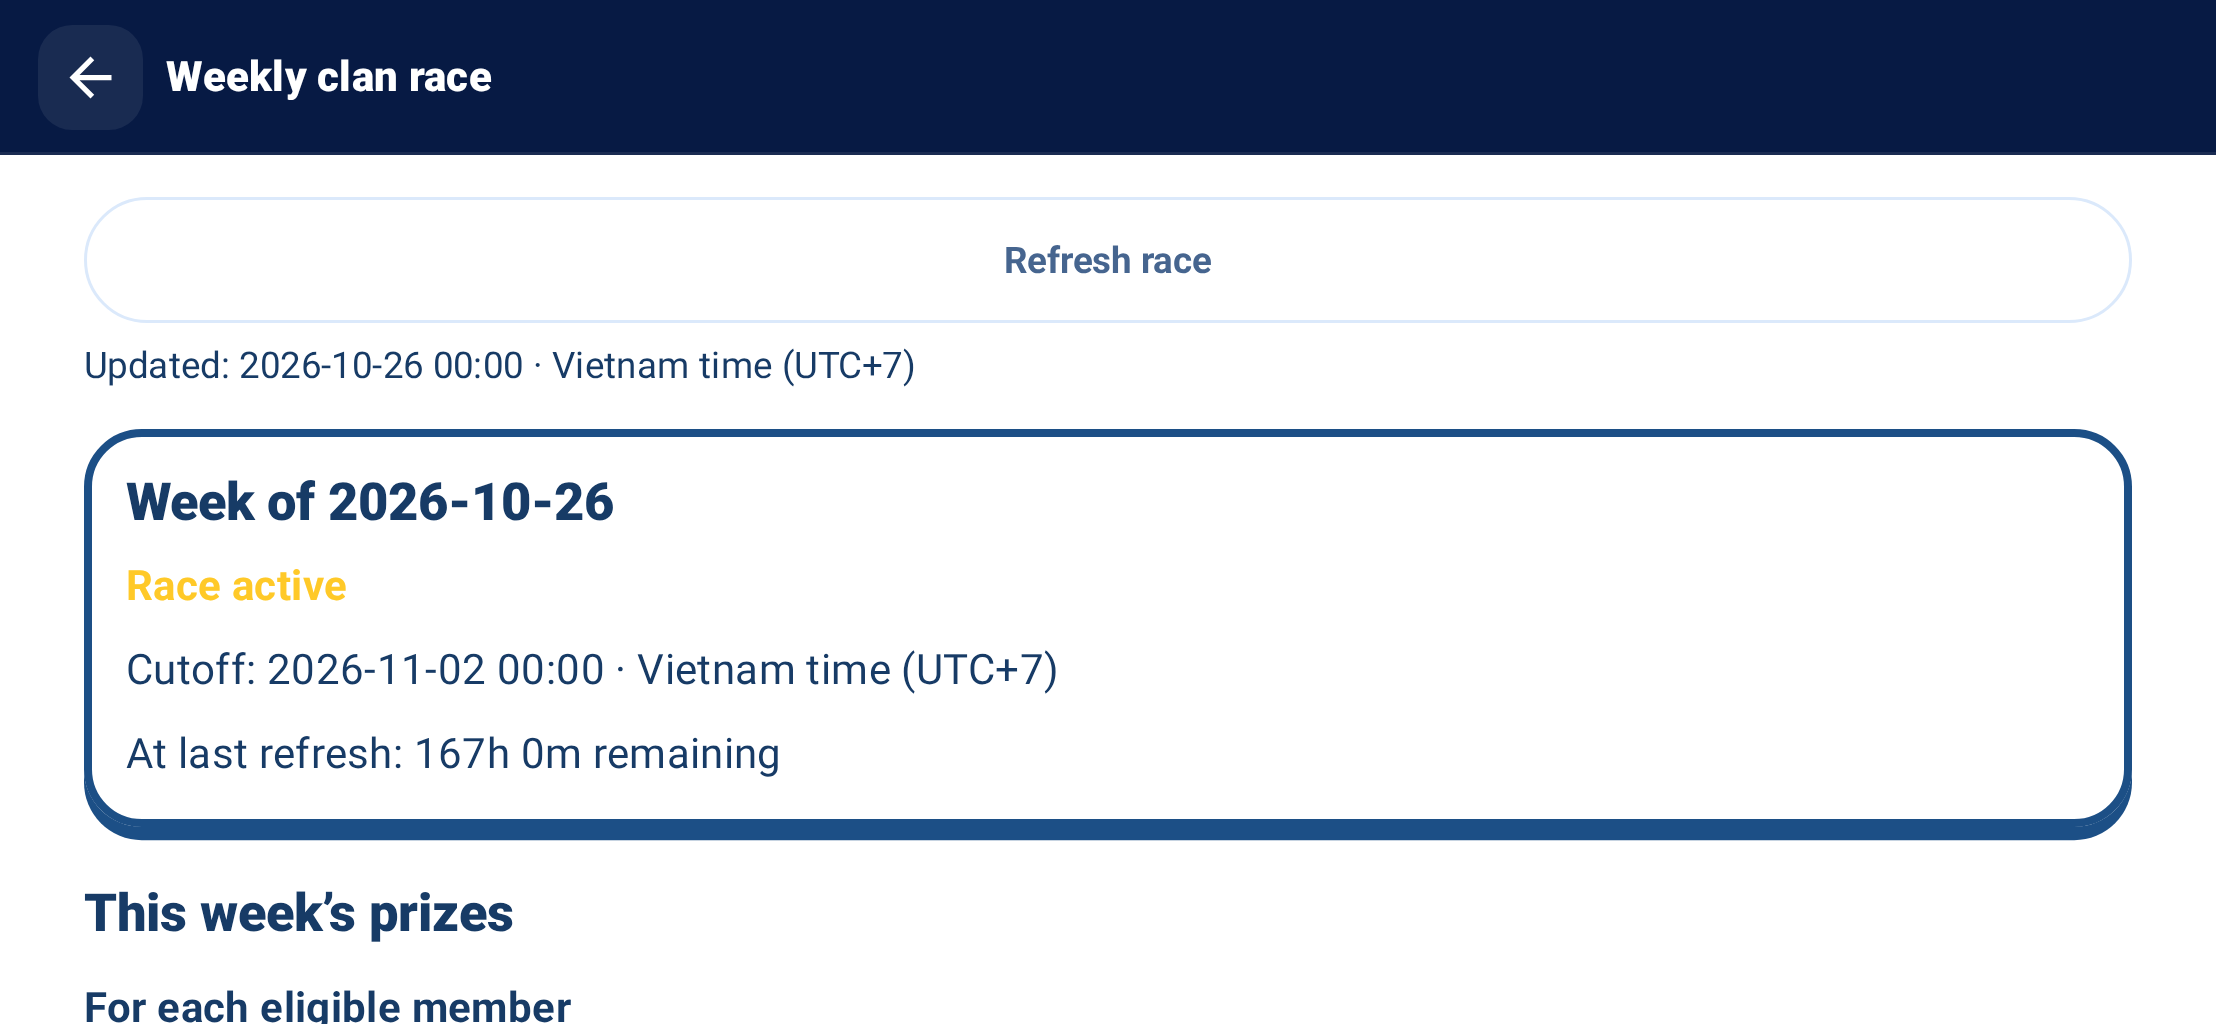 Weekly clan race
Refresh race
Updated: 2026-10-26 00:00 · Vietnam time (UTC+7)
Week of 2026-10-26
Race active
Cutoff: 2026-11-02 00:00 · Vietnam time (UTC+7)
At last refresh: 167h 0m remaining
This week’s prizes
For each eligible member